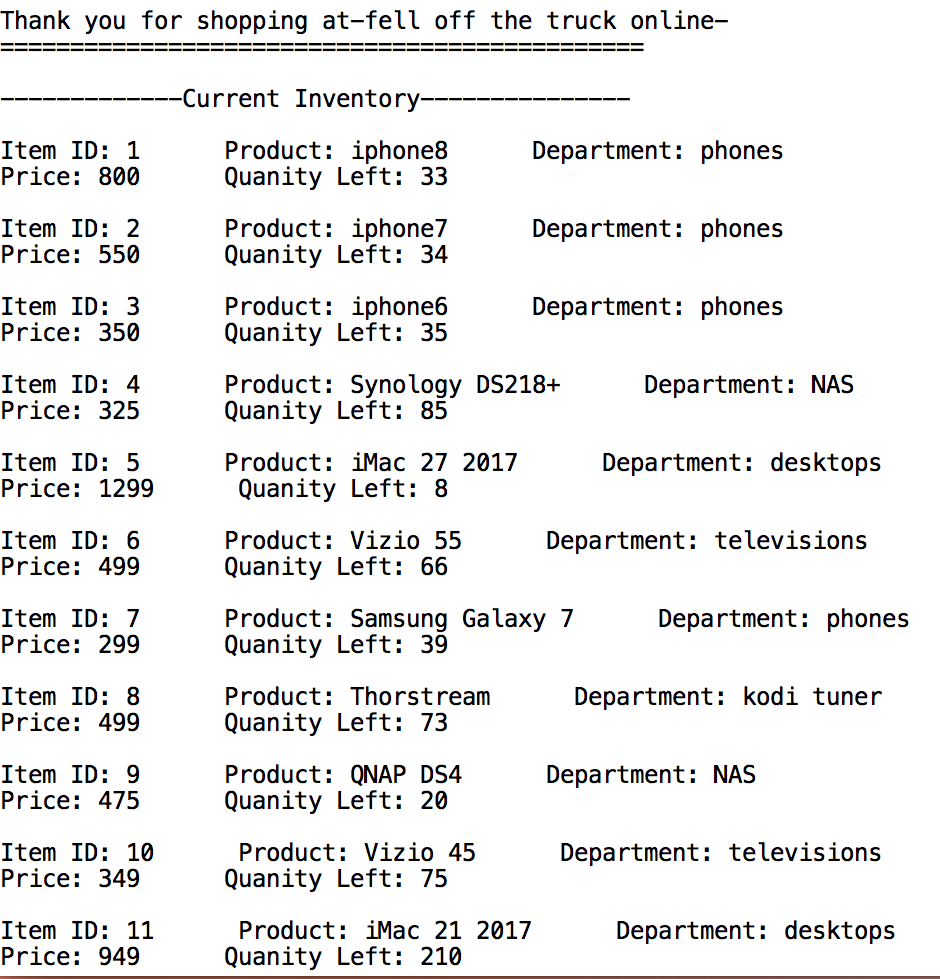 Thank you for shopping at-fell off the truck online-
==============================================
-------------Current Inventory---------------
Item ID: 1      Product: iphone8      Department: phones
Price: 800      Quanity Left: 33
Item ID: 2      Product: iphone7      Department: phones
Price: 550      Quanity Left: 34
Item ID: 3      Product: iphone6      Department: phones
Price: 350      Quanity Left: 35
Item ID: 4      Product: Synology DS218+      Department: NAS
Price: 325      Quanity Left: 85
Item ID: 5      Product: iMac 27 2017      Department: desktops
Price: 1299      Quanity Left: 8
Item ID: 6      Product: Vizio 55      Department: televisions
Price: 499      Quanity Left: 66
Item ID: 7      Product: Samsung Galaxy 7      Department: phones
Price: 299      Quanity Left: 39
Item ID: 8      Product: Thorstream      Department: kodi tuner
Price: 499      Quanity Left: 73
Item ID: 9      Product: QNAP DS4      Department: NAS
Price: 475      Quanity Left: 20
Item ID: 10      Product: Vizio 45      Department: televisions
Price: 349      Quanity Left: 75
Item ID: 11      Product: iMac 21 2017      Department: desktops
Price: 949      Quanity Left: 210